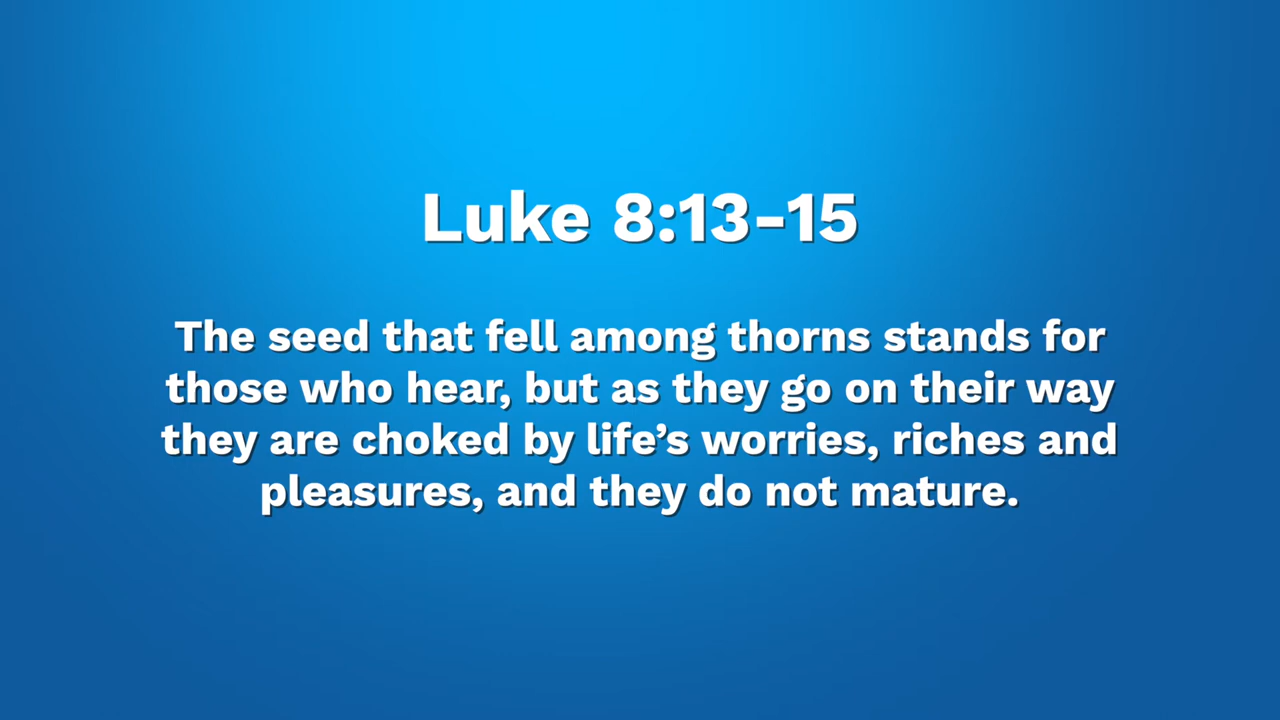 Luke 8:13-15
The seed that fell among thorns stands for
those who hear, but as they go on their way
they are choked by life’s worries, riches and
pleasures, and they do not mature.